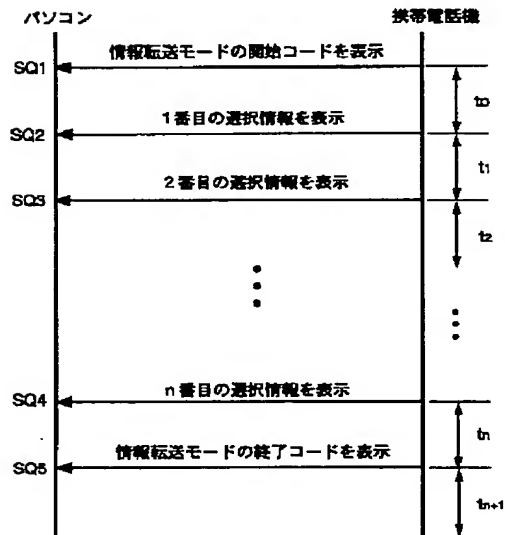 パソコン 携帯電話機
情報転送モードの開始コードを表示
SQ1
t0
1番目の選択情報を表示
SQ2
t1
2番目の選択情報を表示
SQ3
t2
n番目の選択情報を表示
SQ4
tn
情報転送モードの終了コードを表示
SQ5
tn+1